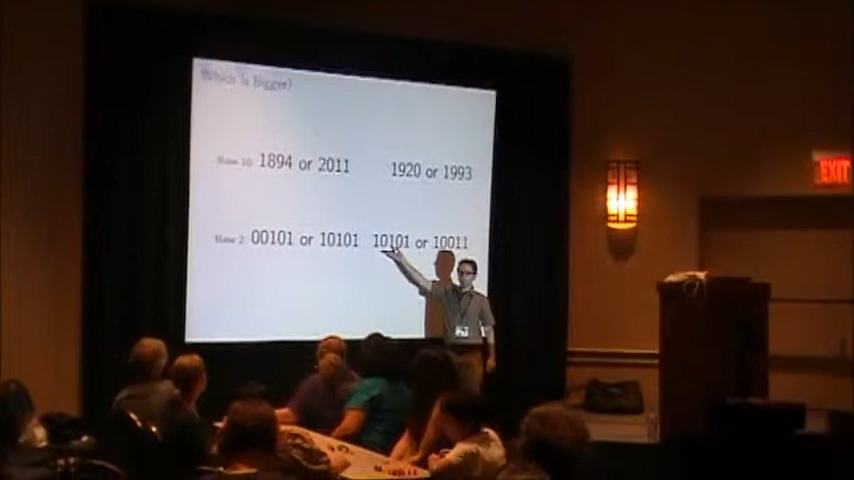 Which is Bigger?
Base 10: 1894 or 2011 1920 or 1993
Base 2: 00101 or 10101 10101 or 10011
EXIT